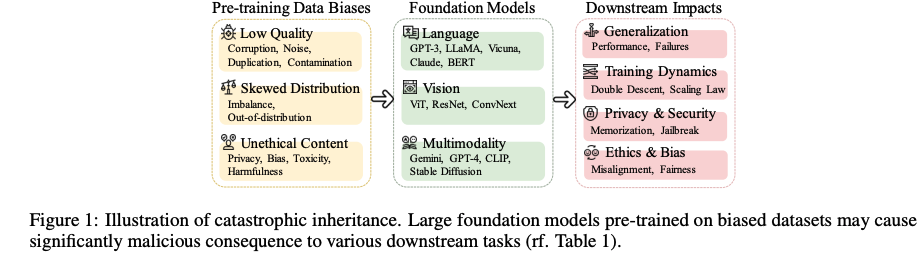 Pre-training Data Biases
Low Quality
Corruption, Noise,
Duplication, Contamination
Skewed Distribution
Imbalance,
Out-of-distribution
Unethical Content
Privacy, Bias, Toxicity,
Harmfulness
Foundation Models
Language
GPT-3, LLaMA, Vicuna,
Claude, BERT
Vision
ViT, ResNet, ConvNext
Multimodality
Gemini, GPT-4, CLIP,
Stable Diffusion
Downstream Impacts
Generalization
Performance, Failures
Training Dynamics
Double Descent, Scaling Law
Privacy & Security
Memorization, Jailbreak
Ethics & Bias
Misalignment, Fairness
Figure 1: Illustration of catastrophic inheritance. Large foundation models pre-trained on biased datasets may cause
significantly malicious consequence to various downstream tasks (rf. Table 1).